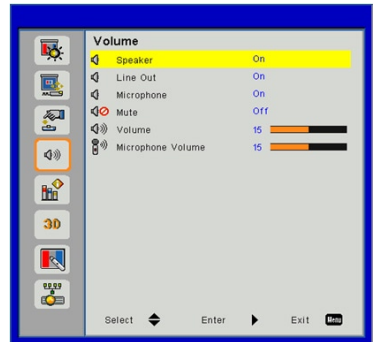 Volume
Speaker On
Line Out On
Microphone On
Mute Off
Volume 15
Microphone Volume 15
3D
Select Enter Exit Menu